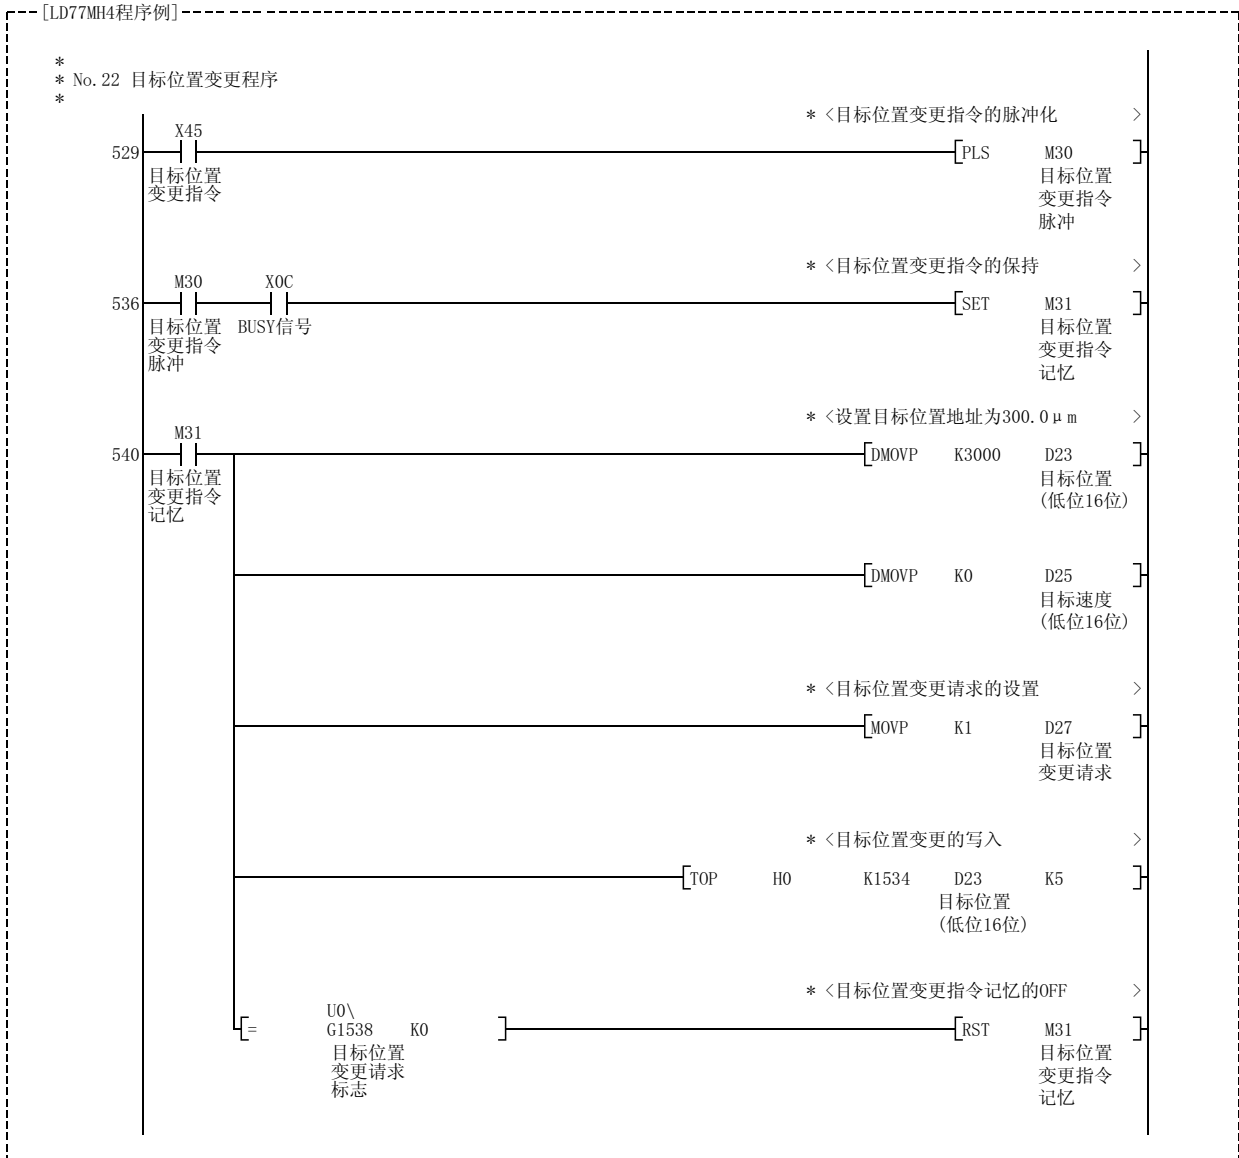 [LD77MH4程序例]
*
* No.22 目标位置变更程序
*
* <目标位置变更指令的脉冲化 >
X45
529 [PLS M30 ]
目标位置 目标位置
变更指令 变更指令
脉冲
* <目标位置变更指令的保持 >
M30 X0C
536 [SET M31 ]
目标位置 BUSY信号 目标位置
变更指令 变更指令
脉冲 记忆
* <设置目标位置地址为300.0μm >
M31
540 [DMOVP K3000 D23 ]
目标位置 目标位置
变更指令 (低位16位)
记忆
[DMOVP K0 D25 ]
目标速度
(低位16位)
* <目标位置变更请求的设置 >
[MOVP K1 D27 ]
目标位置
变更请求
* <目标位置变更的写入 >
[TOP H0 K1534 D23 K5 ]
目标位置
(低位16位)
* <目标位置变更指令记忆的OFF >
U0\
[= G1538 K0 ] [RST M31 ]
目标位置 目标位置
变更请求 变更指令
标志 记忆